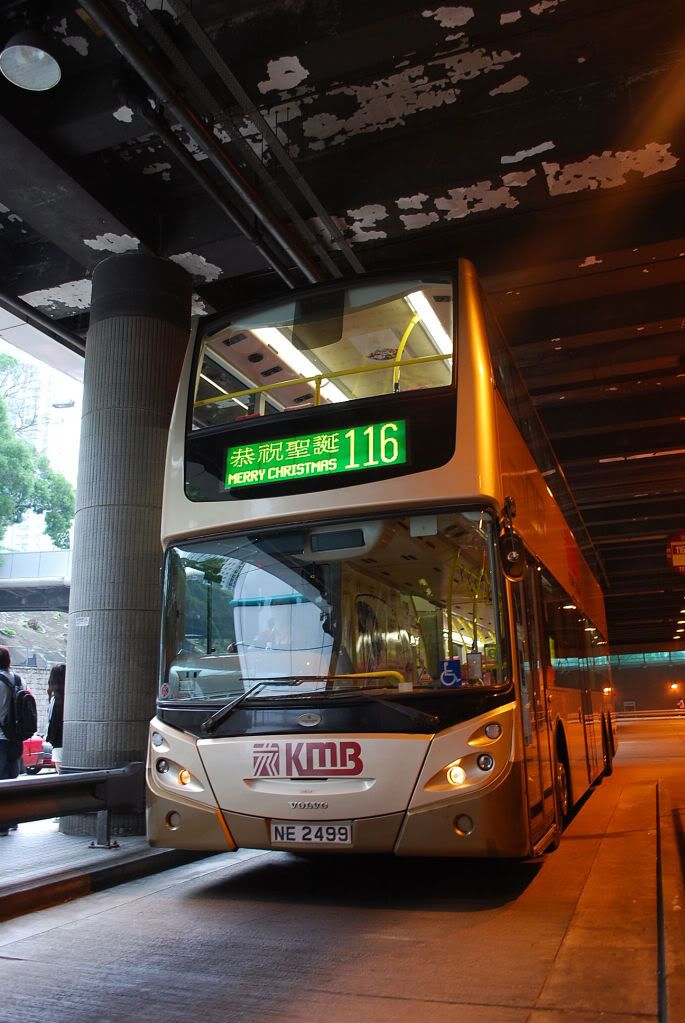 恭祝聖誕 116
MERRY CHRISTMAS
KMB
VOLVO
NE 2499